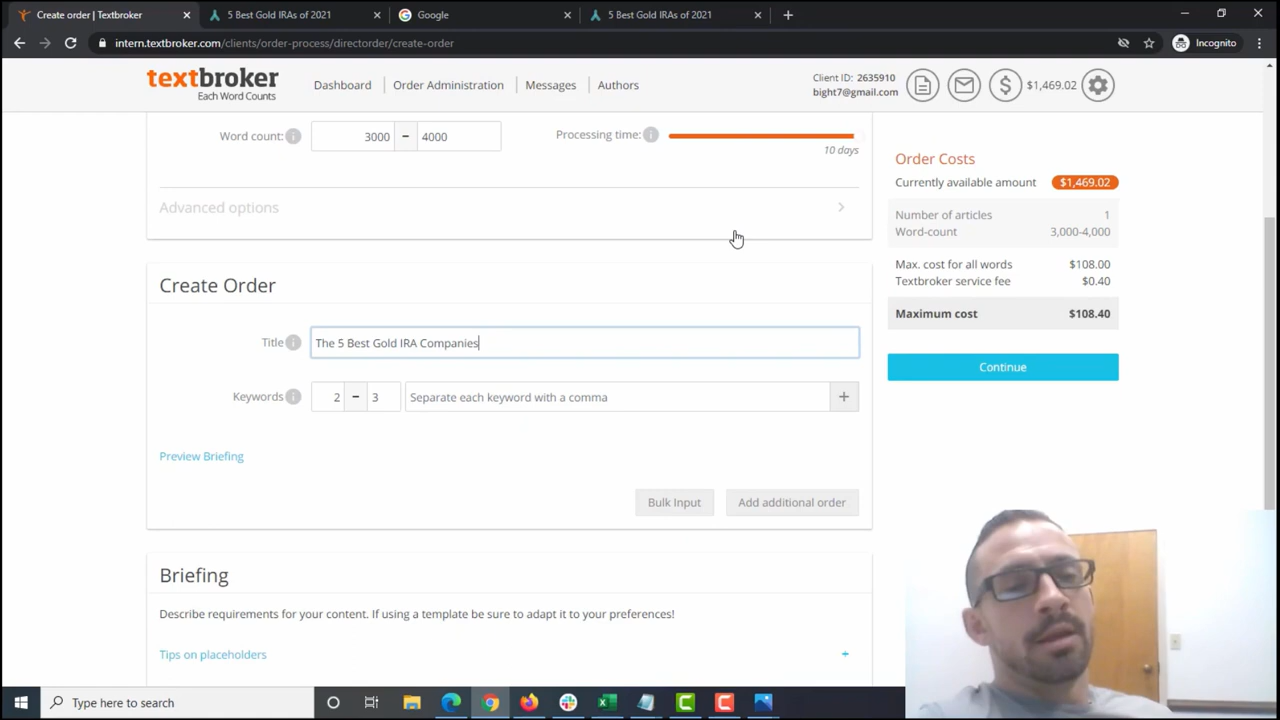 Create order | Textbroker
5 Best Gold IRAs of 2021
Google
5 Best Gold IRAs of 2021
intern.textbroker.com/clients/order-process/directorder/create-order
Incognito
textbroker
Each Word Counts
Dashboard
Order Administration
Messages
Authors
Client ID: 2635910
bight7@gmail.com
$1,469.02
Word count:
3000 – 4000
Processing time:
10 days
Advanced options
Order Costs
Currently available amount $1,469.02
Number of articles 1
Word-count 3,000-4,000
Max. cost for all words $108.00
Textbroker service fee $0.40
Maximum cost $108.40
Continue
Create Order
Title
The 5 Best Gold IRA Companies
Keywords
2 – 3
Separate each keyword with a comma
Preview Briefing
Bulk Input
Add additional order
Briefing
Describe requirements for your content. If using a template be sure to adapt it to your preferences!
Tips on placeholders
Type here to search